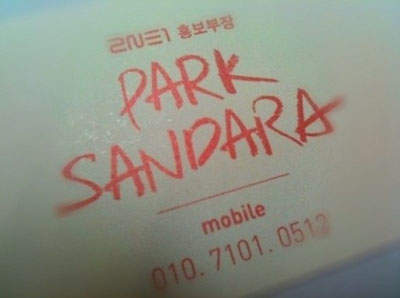 2NE1 홍보부장
PARK
SANDARA
mobile
010. 7101. 0512